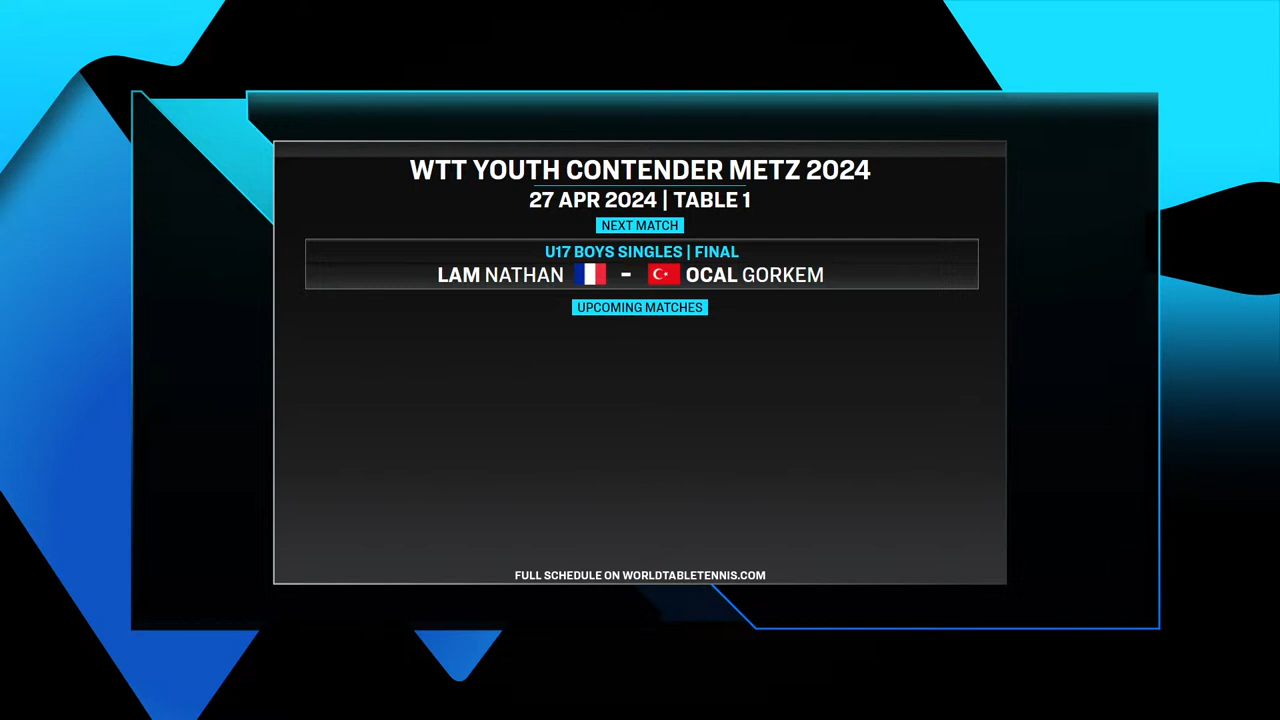 WTT YOUTH CONTENDER METZ 2024
27 APR 2024 | TABLE 1
NEXT MATCH
U17 BOYS SINGLES | FINAL
LAM NATHAN - OCAL GORKEM
UPCOMING MATCHES
FULL SCHEDULE ON WORLDTABLETENNIS.COM